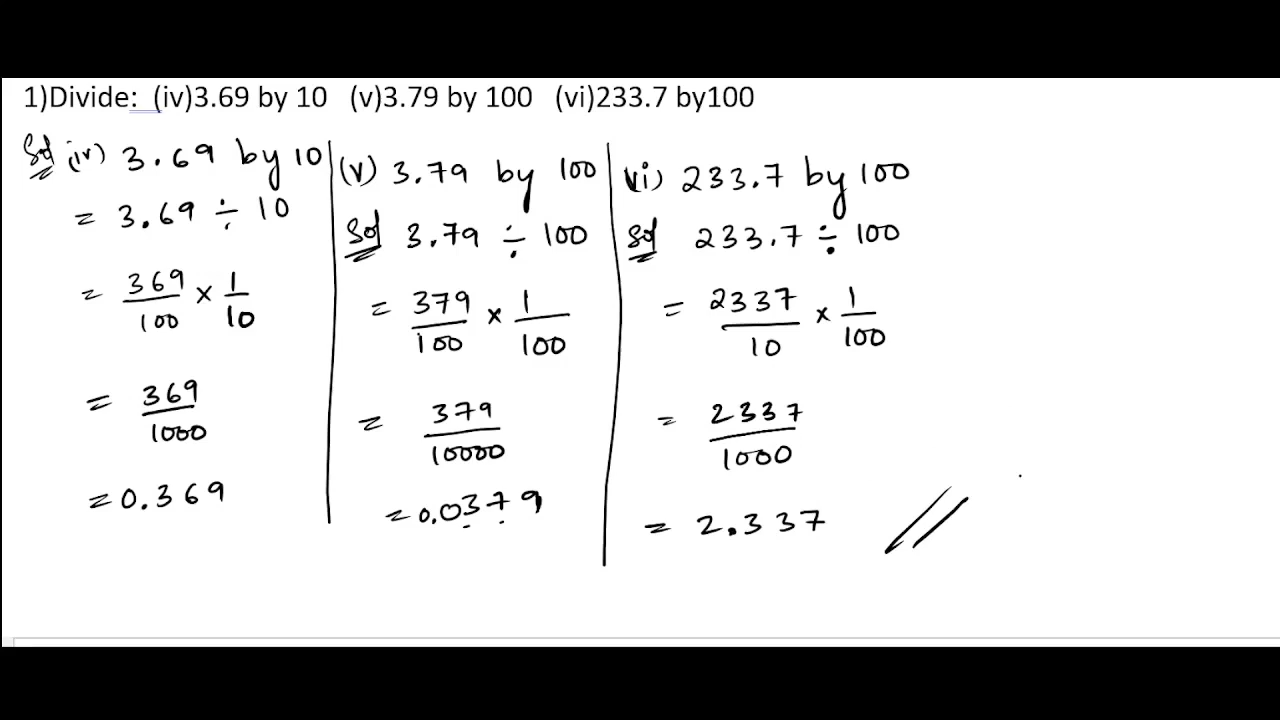 1)Divide: (iv)3.69 by 10 (v)3.79 by 100 (vi)233.7 by100
Sol (iv) 3.69 by 10
= 3.69 ÷ 10
= 369/100 × 1/10
= 369/1000
= 0.369
(v) 3.79 by 100
Sol 3.79 ÷ 100
= 379/100 × 1/100
= 379/10000
= 0.0379
vi) 233.7 by 100
Sol 233.7 ÷ 100
= 2337/10 × 1/100
= 2337/1000
= 2.337